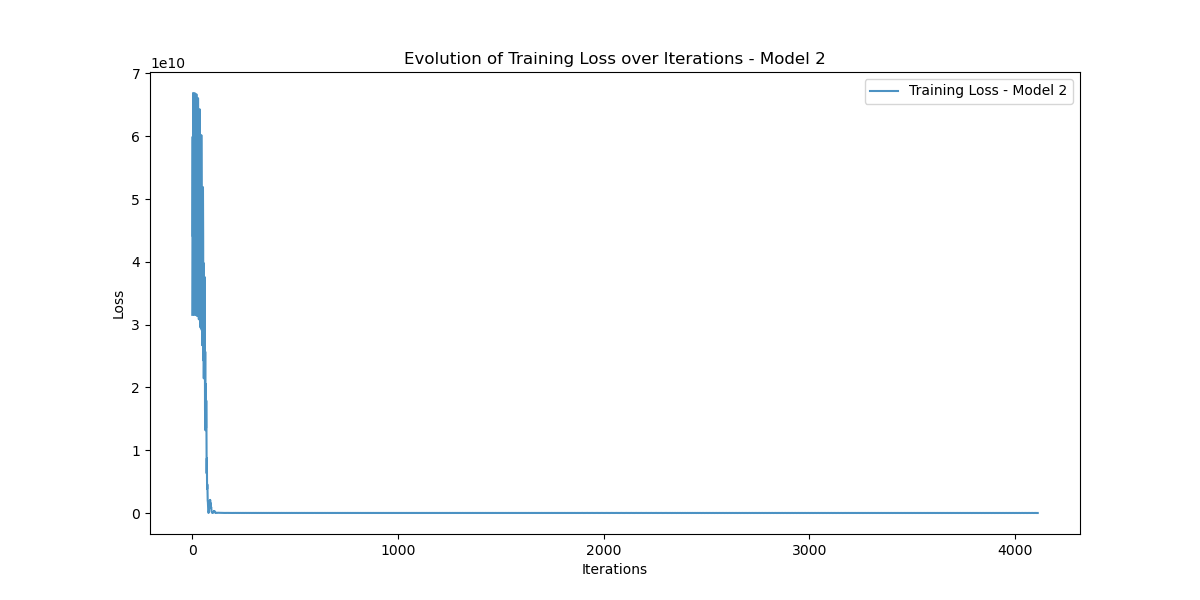 Evolution of Training Loss over Iterations - Model 2
1e10
Training Loss - Model 2
7
6
5
4
3
2
1
0
Loss
0 1000 2000 3000 4000
Iterations